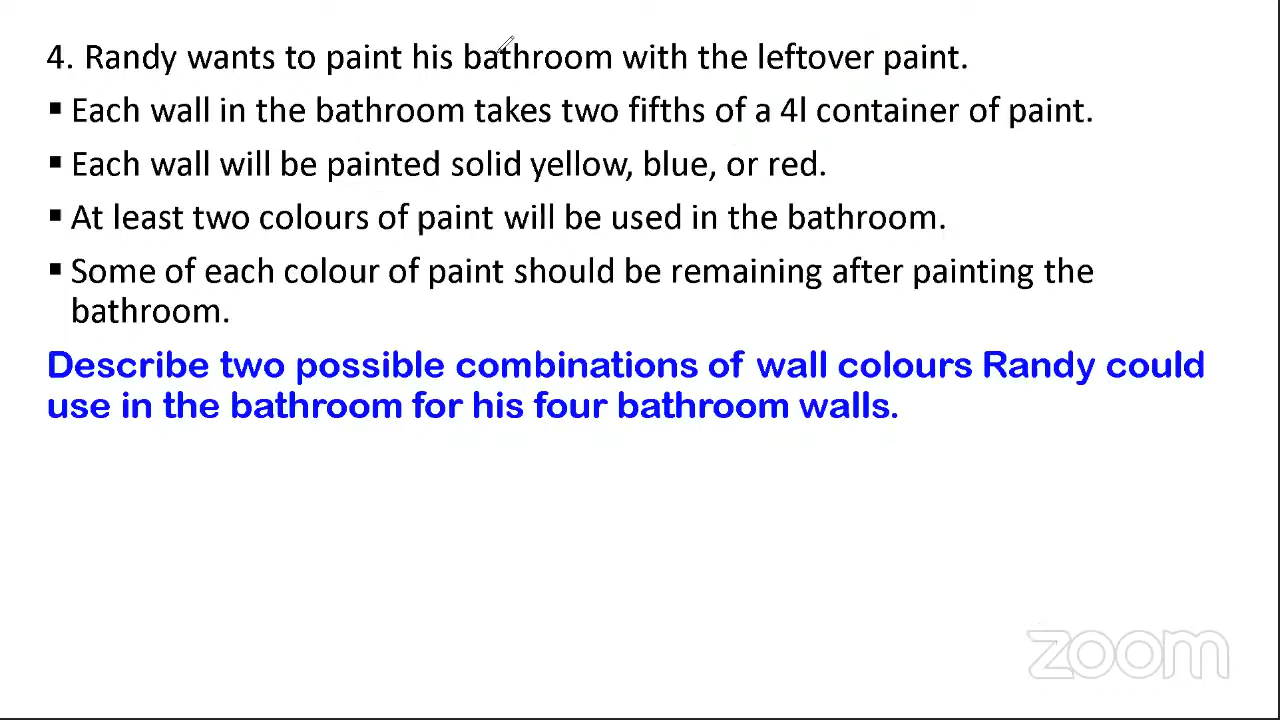 4. Randy wants to paint his bathroom with the leftover paint.
▪ Each wall in the bathroom takes two fifths of a 4l container of paint.
▪ Each wall will be painted solid yellow, blue, or red.
▪ At least two colours of paint will be used in the bathroom.
▪ Some of each colour of paint should be remaining after painting the
bathroom.
Describe two possible combinations of wall colours Randy could
use in the bathroom for his four bathroom walls.
zoom